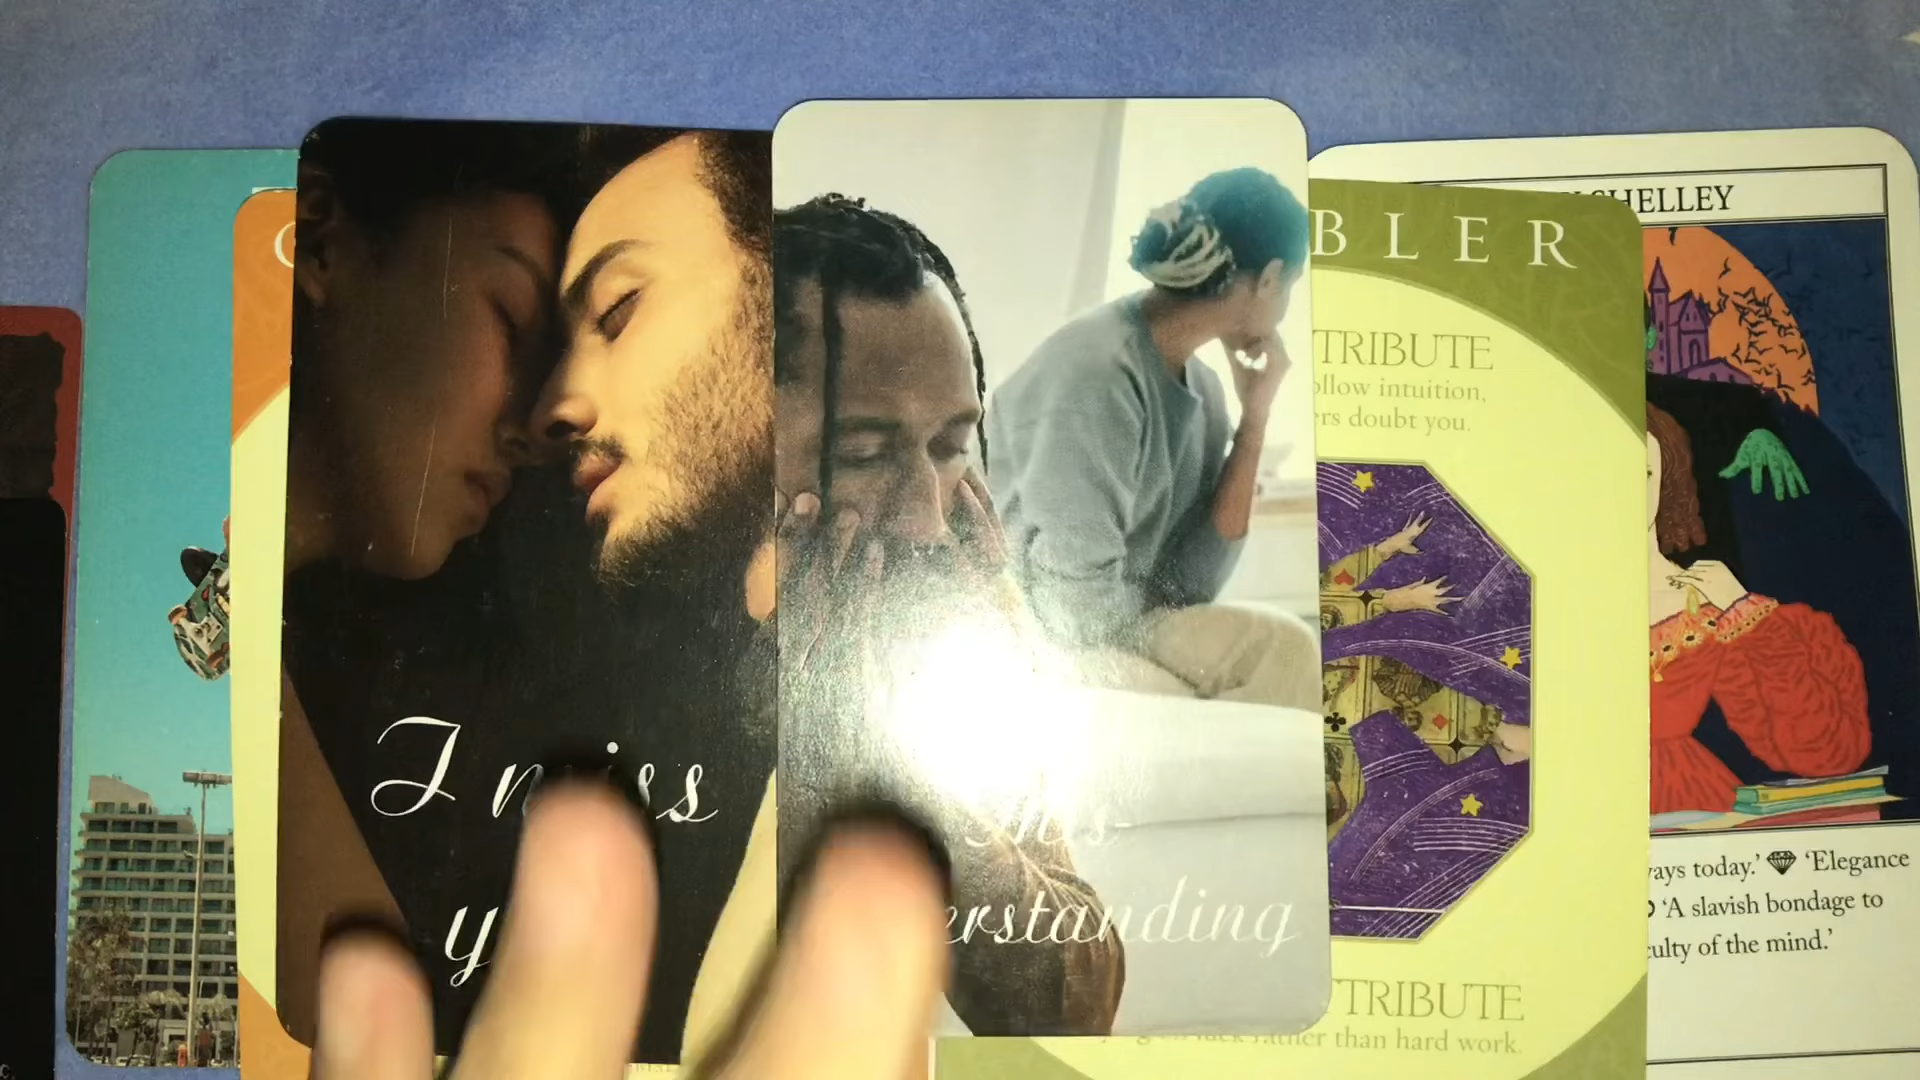 I miss
SHELLEY
BLER
TRIBUTE
ollow intuition,
ers doubt you.
This-
erstanding
ways today.' 'Elegance
'A slavish bondage to
culty of the mind.'
TRIBUTE
rather than hard work.